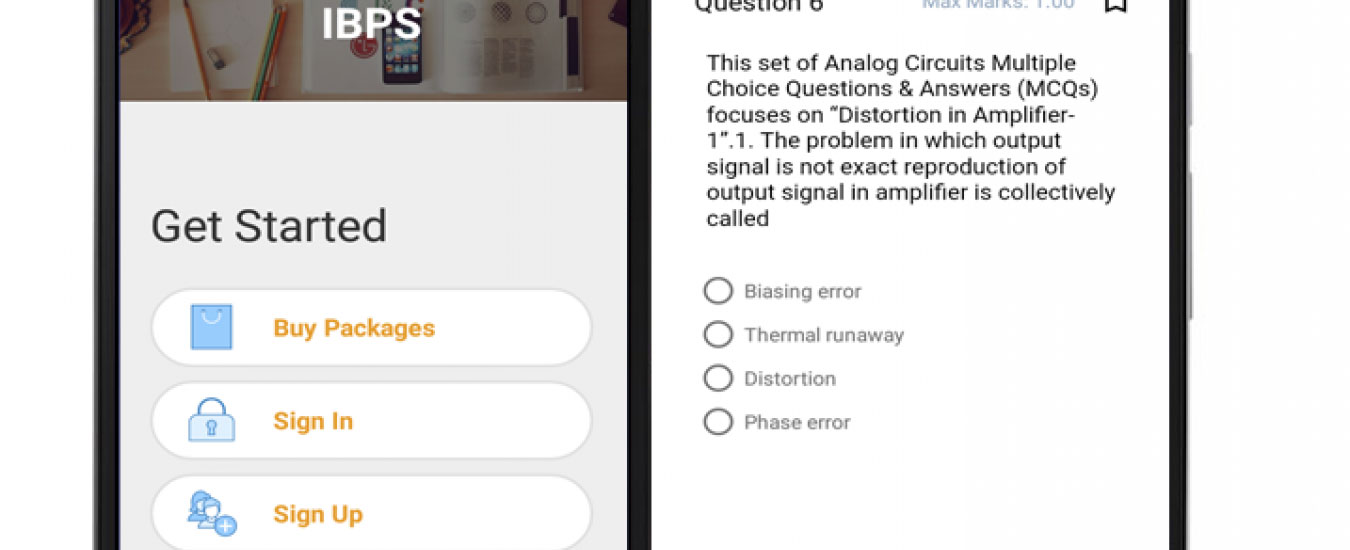 IBPS
Get Started
Buy Packages
Sign In
Sign Up
Question 6
Max Marks: 1.00
This set of Analog Circuits Multiple
Choice Questions & Answers (MCQs)
focuses on “Distortion in Amplifier-
1”.1. The problem in which output
signal is not exact reproduction of
output signal in amplifier is collectively
called
Biasing error
Thermal runaway
Distortion
Phase error